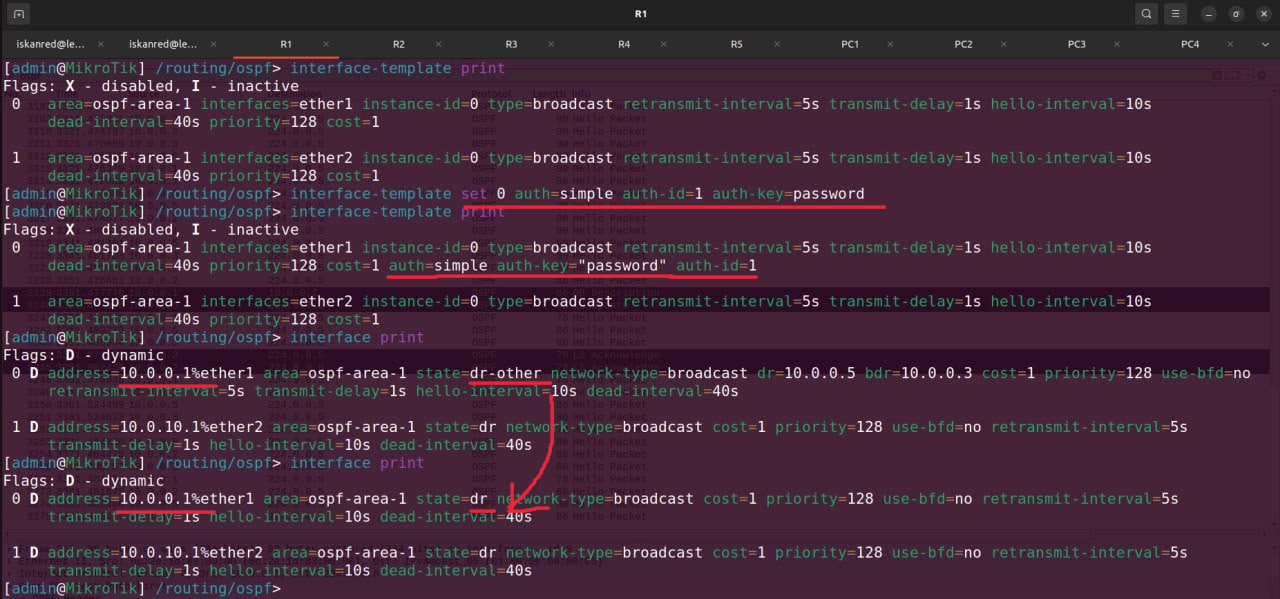 R1
iskanred@le... × iskanred@le... × R1 × R2 × R3 × R4 × R5 × PC1 × PC2 × PC3 × PC4 ×
[admin@MikroTik] /routing/ospf> interface-template print
Flags: X - disabled, I - inactive
0 area=ospf-area-1 interfaces=ether1 instance-id=0 type=broadcast retransmit-interval=5s transmit-delay=1s hello-interval=10s
dead-interval=40s priority=128 cost=1
1 area=ospf-area-1 interfaces=ether2 instance-id=0 type=broadcast retransmit-interval=5s transmit-delay=1s hello-interval=10s
dead-interval=40s priority=128 cost=1
[admin@MikroTik] /routing/ospf> interface-template set 0 auth=simple auth-id=1 auth-key=password
[admin@MikroTik] /routing/ospf> interface-template print
Flags: X - disabled, I - inactive
0 area=ospf-area-1 interfaces=ether1 instance-id=0 type=broadcast retransmit-interval=5s transmit-delay=1s hello-interval=10s
dead-interval=40s priority=128 cost=1 auth=simple auth-key="password" auth-id=1
1 area=ospf-area-1 interfaces=ether2 instance-id=0 type=broadcast retransmit-interval=5s transmit-delay=1s hello-interval=10s
dead-interval=40s priority=128 cost=1
[admin@MikroTik] /routing/ospf> interface print
Flags: D - dynamic
0 D address=10.0.0.1%ether1 area=ospf-area-1 state=dr-other network-type=broadcast dr=10.0.0.5 bdr=10.0.0.3 cost=1 priority=128 use-bfd=no
retransmit-interval=5s transmit-delay=1s hello-interval=10s dead-interval=40s
1 D address=10.0.10.1%ether2 area=ospf-area-1 state=dr network-type=broadcast cost=1 priority=128 use-bfd=no retransmit-interval=5s
transmit-delay=1s hello-interval=10s dead-interval=40s
[admin@MikroTik] /routing/ospf> interface print
Flags: D - dynamic
0 D address=10.0.0.1%ether1 area=ospf-area-1 state=dr network-type=broadcast cost=1 priority=128 use-bfd=no retransmit-interval=5s
transmit-delay=1s hello-interval=10s dead-interval=40s
1 D address=10.0.10.1%ether2 area=ospf-area-1 state=dr network-type=broadcast cost=1 priority=128 use-bfd=no retransmit-interval=5s
transmit-delay=1s hello-interval=10s dead-interval=40s
[admin@MikroTik] /routing/ospf>